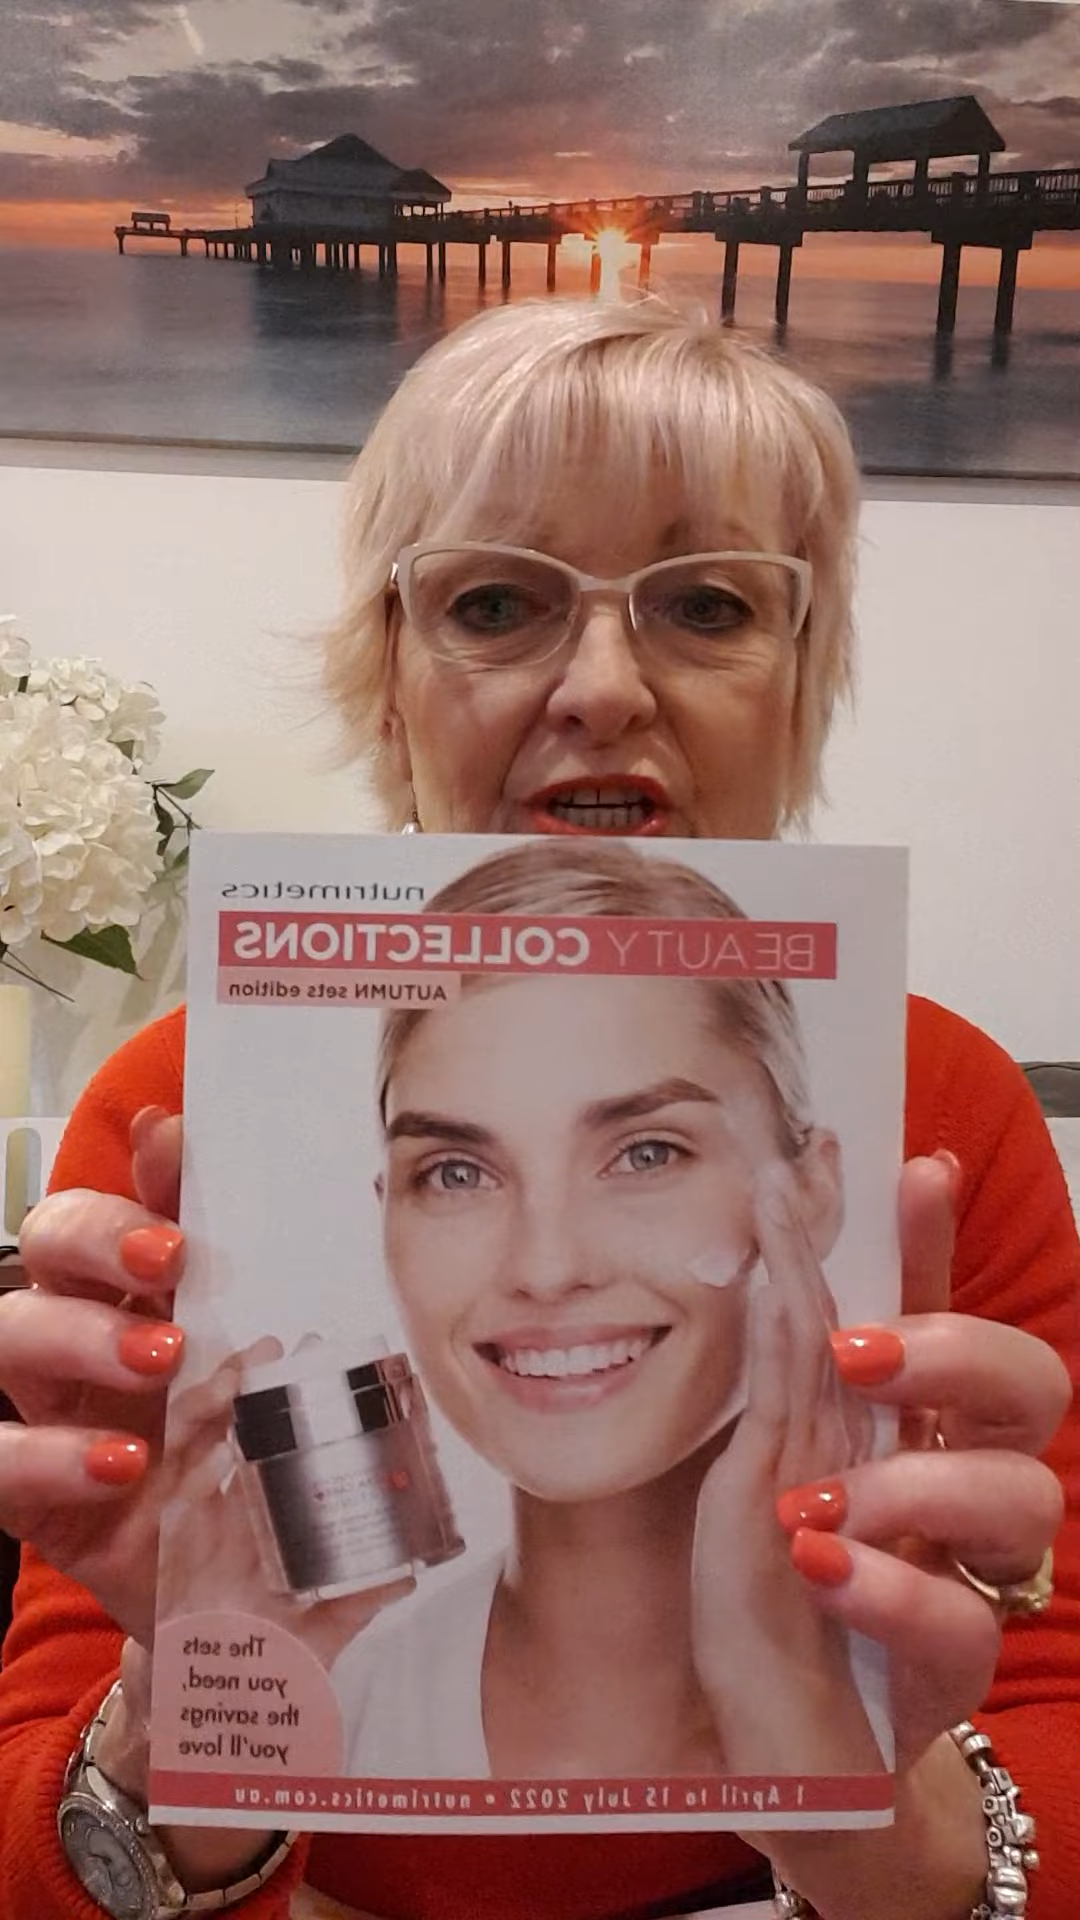 nutrimetics
BEAUTY COLLECTIONS
AUTUMN sets edition
The sets
you need,
the savings
you'll love
1 April to 15 July 2022 • nutrimetics.com.au